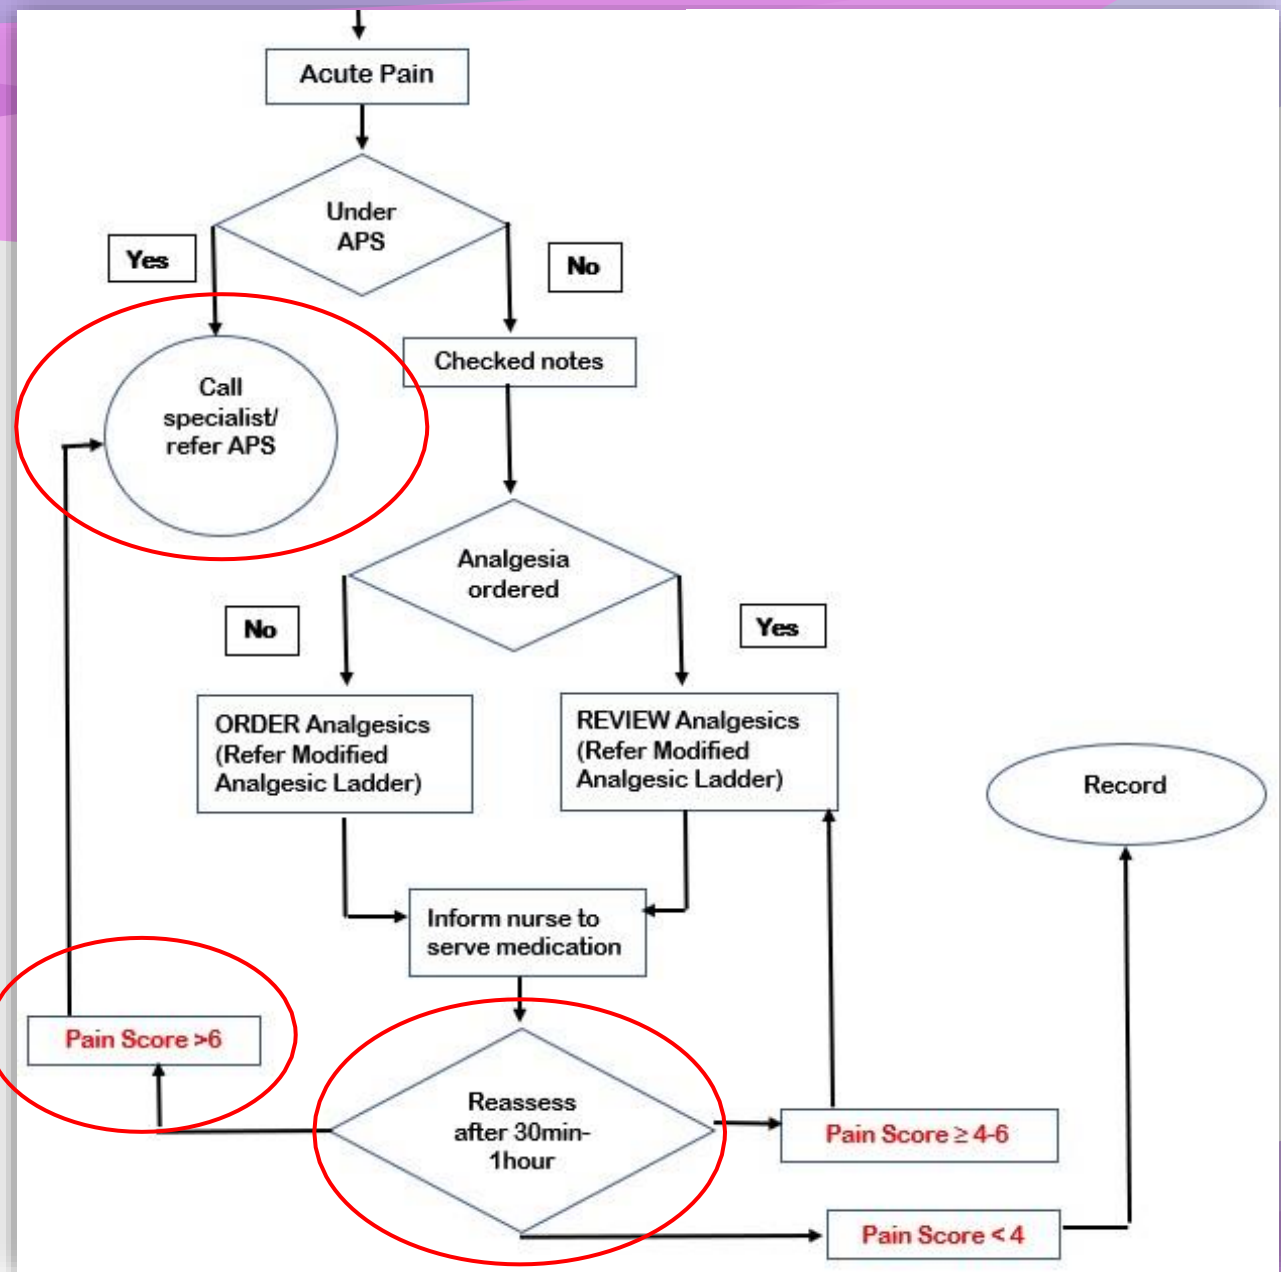 Acute Pain
Under
APS
Yes
No
Call
specialist/
refer APS
Checked notes
Analgesia
ordered
No
Yes
ORDER Analgesics
(Refer Modified
Analgesic Ladder)
REVIEW Analgesics
(Refer Modified
Analgesic Ladder)
Record
Inform nurse to
serve medication
Pain Score >6
Reassess
after 30min-
1hour
Pain Score ≥ 4-6
Pain Score < 4